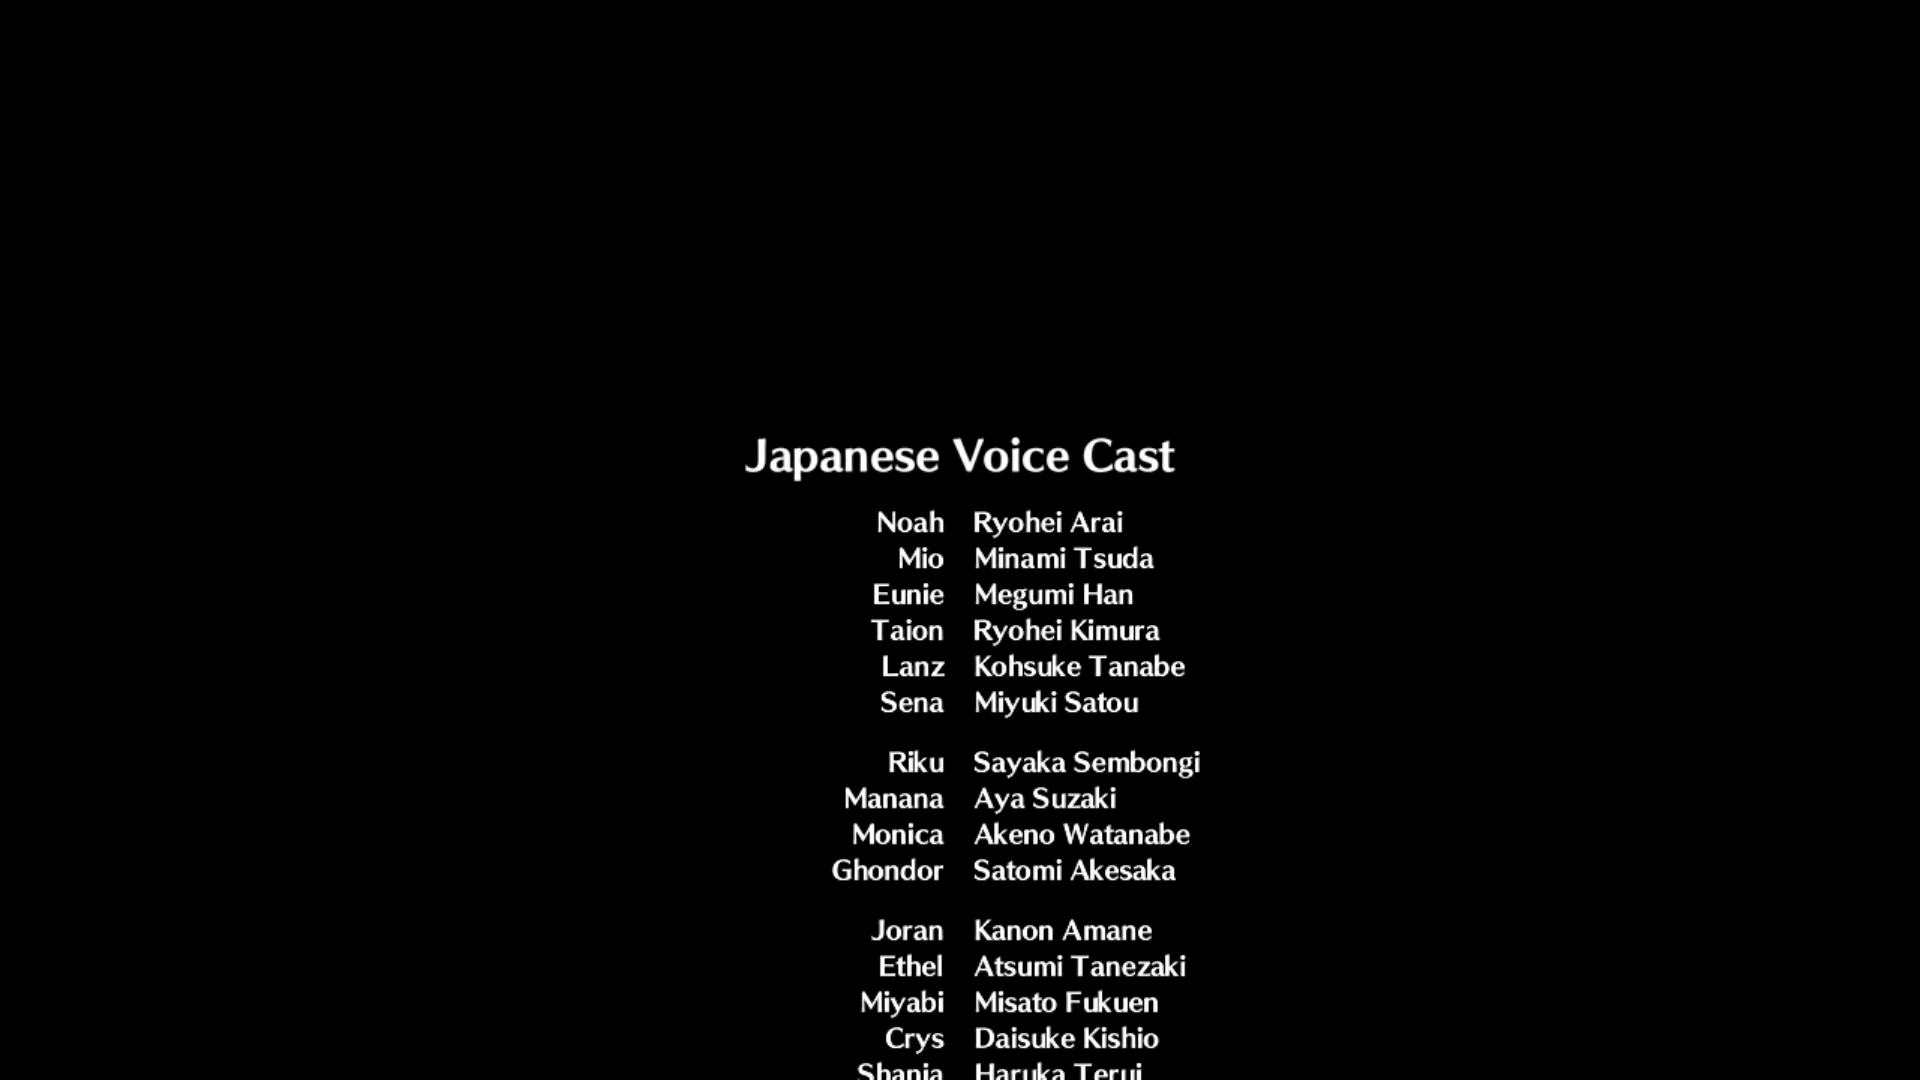 Japanese Voice Cast
Noah Ryohei Arai
Mio Minami Tsuda
Eunie Megumi Han
Taion Ryohei Kimura
Lanz Kohsuke Tanabe
Sena Miyuki Satou
Riku Sayaka Sembongi
Manana Aya Suzaki
Monica Akeno Watanabe
Ghondor Satomi Akesaka
Joran Kanon Amane
Ethel Atsumi Tanezaki
Miyabi Misato Fukuen
Crys Daisuke Kishio
Shania Haruka Terui